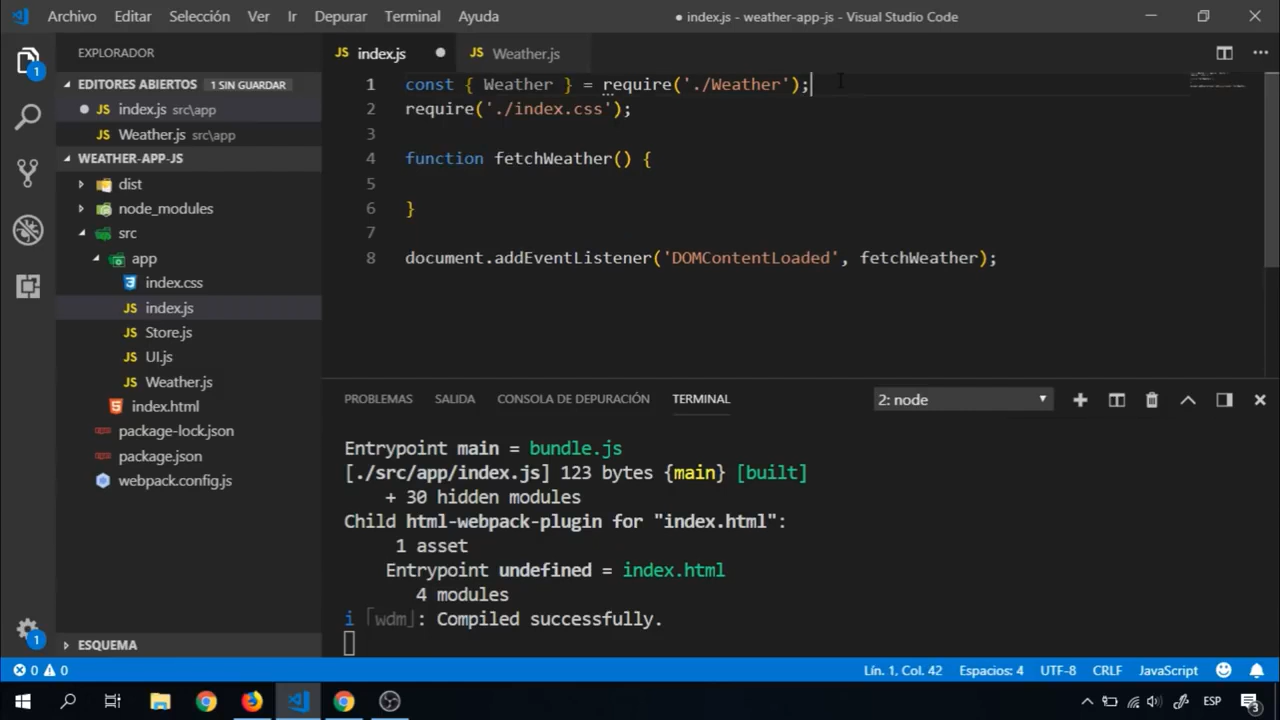 Archivo Editar Selección Ver Ir Depurar Terminal Ayuda ● index.js - weather-app-js - Visual Studio Code
EXPLORADOR
JS index.js ●
JS Weather.js
1
EDITORES ABIERTOS 1 SIN GUARDAR
● index.js src\app
Weather.js src\app
WEATHER-APP-JS
dist
node_modules
src
app
index.css
JS index.js
JS Store.js
JS UI.js
JS Weather.js
index.html
package-lock.json
package.json
webpack.config.js
1
ESQUEMA
1 const { Weather } = require('./Weather');
2 require('./index.css');
3
4 function fetchWeather() {
5
6 }
7
8 document.addEventListener('DOMContentLoaded', fetchWeather);
PROBLEMAS SALIDA CONSOLA DE DEPURACIÓN TERMINAL 2: node
Entrypoint main = bundle.js
[./src/app/index.js] 123 bytes {main} [built]
+ 30 hidden modules
Child html-webpack-plugin for "index.html":
1 asset
Entrypoint undefined = index.html
4 modules
i ｢wdm｣: Compiled successfully.
0 0 Lín. 1, Col. 42 Espacios: 4 UTF-8 CRLF JavaScript
ESP 3